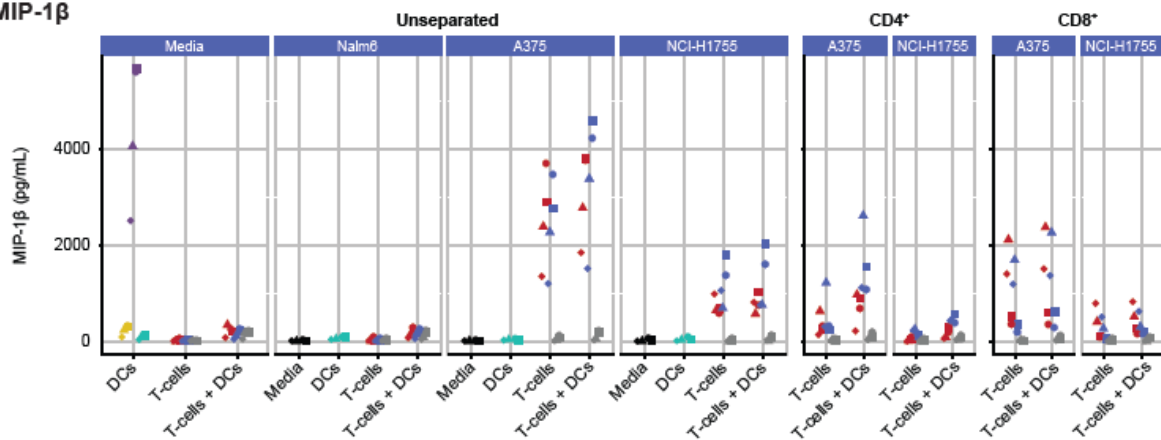 MIP-1β
Unseparated CD4⁺ CD8⁺
Media Nalm6 A375 NCI-H1755 A375 NCI-H1755 A375 NCI-H1755
MIP-1β (pg/mL)
4000
2000
0
DCs T-cells T-cells + DCs Media DCs T-cells T-cells + DCs Media DCs T-cells T-cells + DCs Media DCs T-cells T-cells + DCs T-cells T-cells + DCs T-cells T-cells + DCs T-cells T-cells + DCs T-cells T-cells + DCs